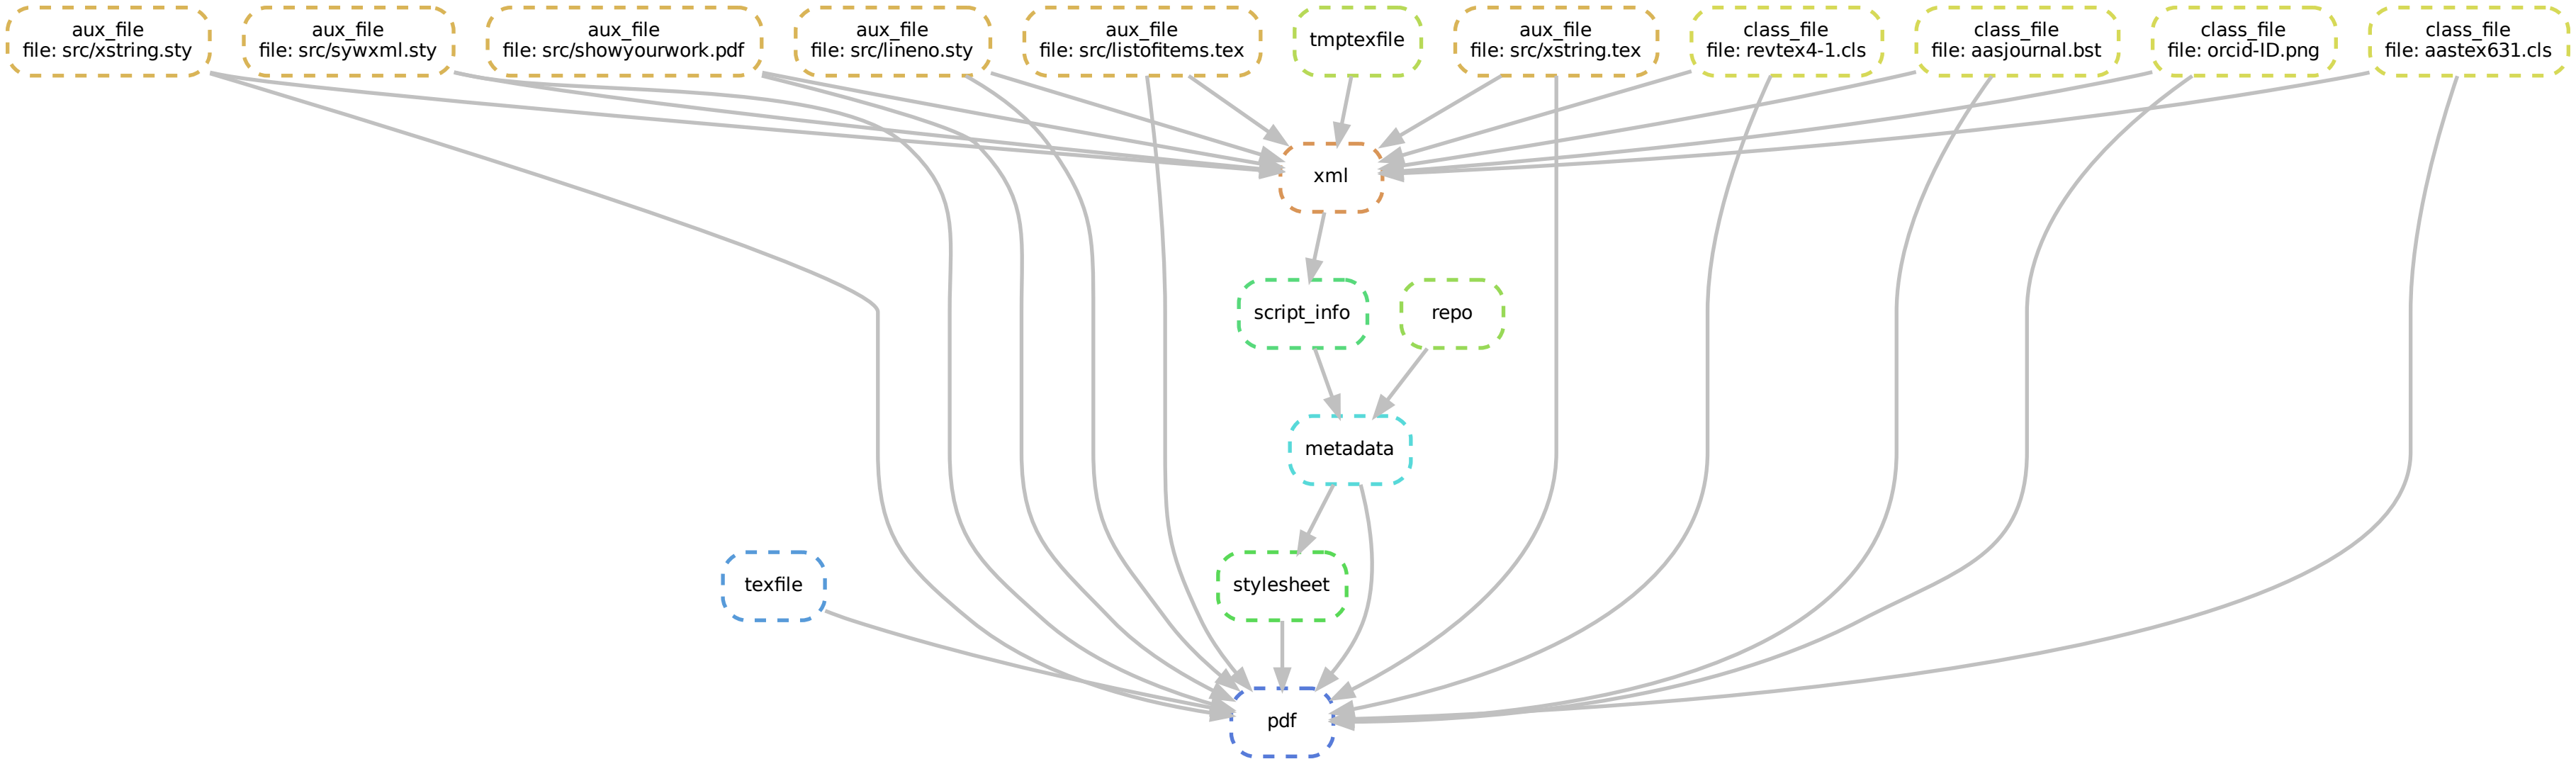 aux_file
file: src/xstring.sty
aux_file
file: src/sywxml.sty
aux_file
file: src/showyourwork.pdf
aux_file
file: src/lineno.sty
aux_file
file: src/listofitems.tex
tmptexfile
aux_file
file: src/xstring.tex
class_file
file: revtex4-1.cls
class_file
file: aasjournal.bst
class_file
file: orcid-ID.png
class_file
file: aastex631.cls
xml
script_info
repo
metadata
texfile
stylesheet
pdf